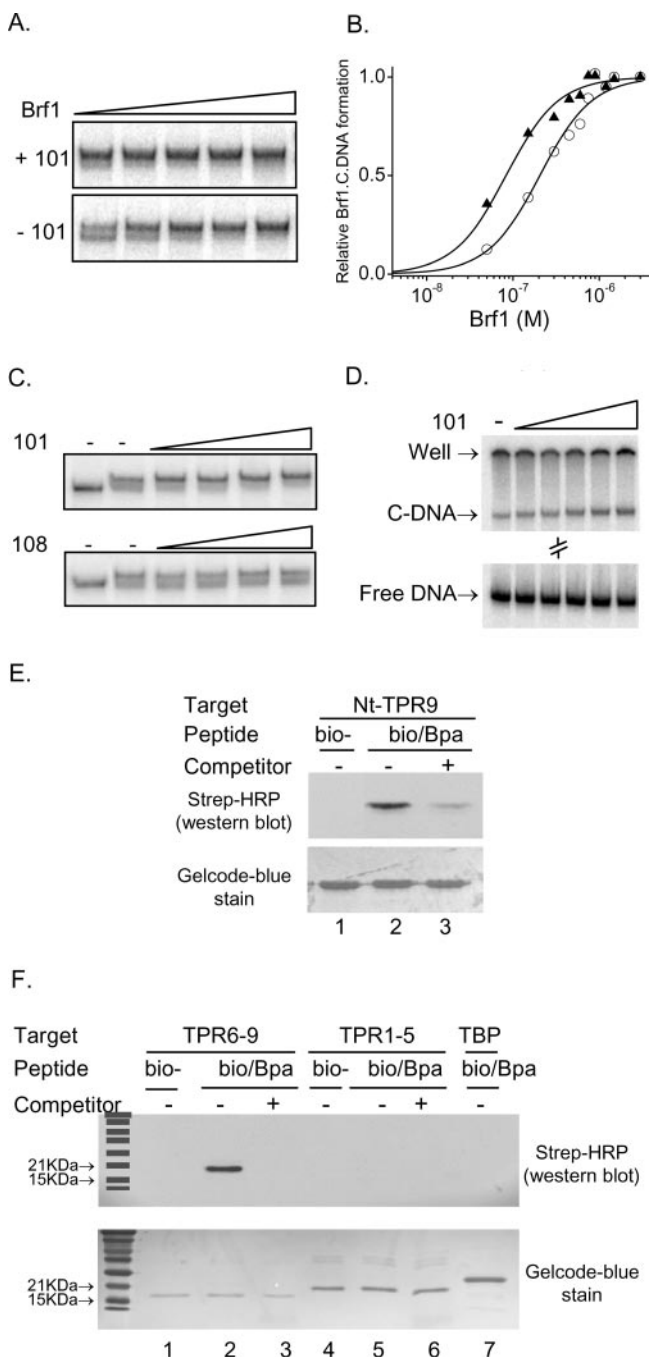 A.
Brf1
+ 101
- 101
B.
Relative Brf1.C.DNA formation
1.0
0.5
0.0
10⁻⁸ 10⁻⁷ 10⁻⁶
Brf1 (M)
C.
101 - -
108 - -
D.
101 -
Well→
C-DNA→
Free DNA→
E.
Target Nt-TPR9
Peptide bio- bio/Bpa
Competitor - - +
Strep-HRP
(western blot)
Gelcode-blue
stain
1 2 3
F.
Target TPR6-9 TPR1-5 TBP
Peptide bio- bio/Bpa bio- bio/Bpa bio/Bpa
Competitor - - + - - + -
21KDa→
15KDa→
Strep-HRP
(western blot)
21KDa→
15KDa→
Gelcode-blue
stain
1 2 3 4 5 6 7